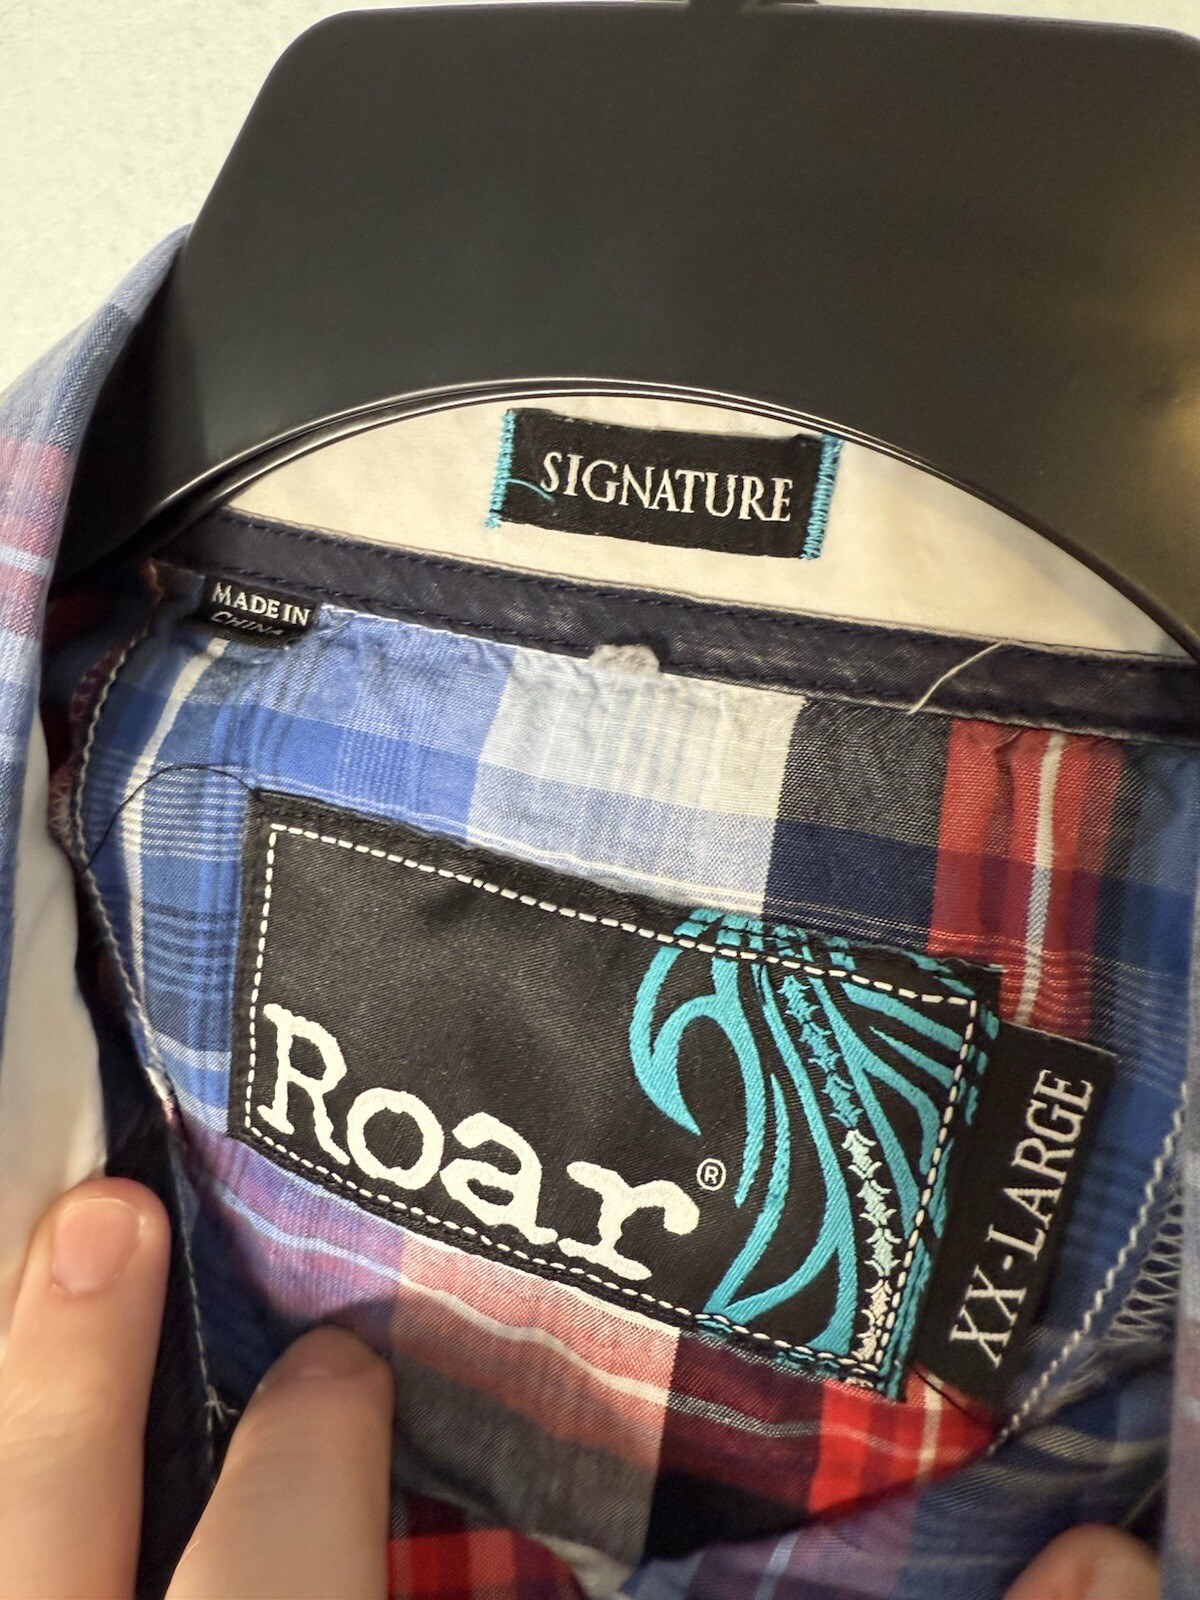 SIGNATURE
MADE IN
CHINA
Roar®
XX-LARGE